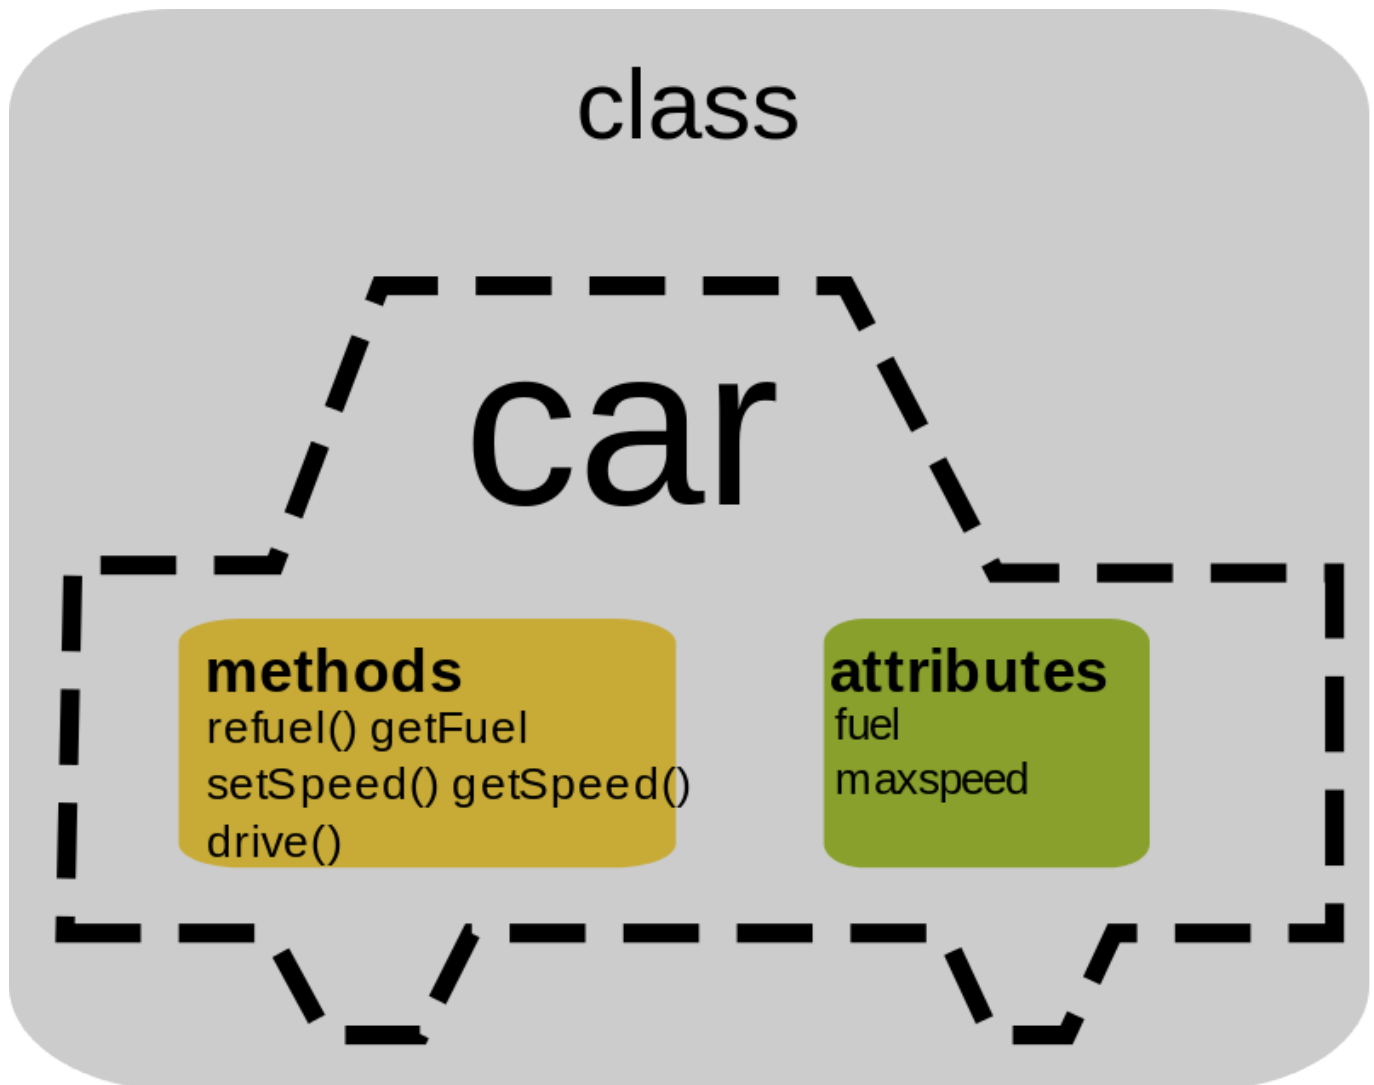 class
car
methods
refuel() getFuel
setSpeed() getSpeed()
drive()
attributes
fuel
maxspeed